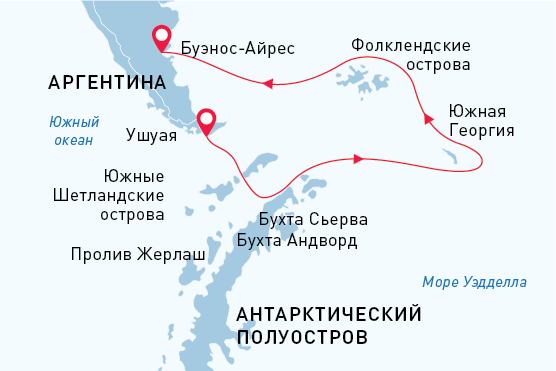 Буэнос-Айрес
Фолклендские
острова
АРГЕНТИНА
Южный
океан
Ушуая
Южная
Георгия
Южные
Шетландские
острова
Бухта Сьерва
Бухта Андворд
Пролив Жерлаш
Море Уэдделла
АНТАРКТИЧЕСКИЙ
ПОЛУОСТРОВ